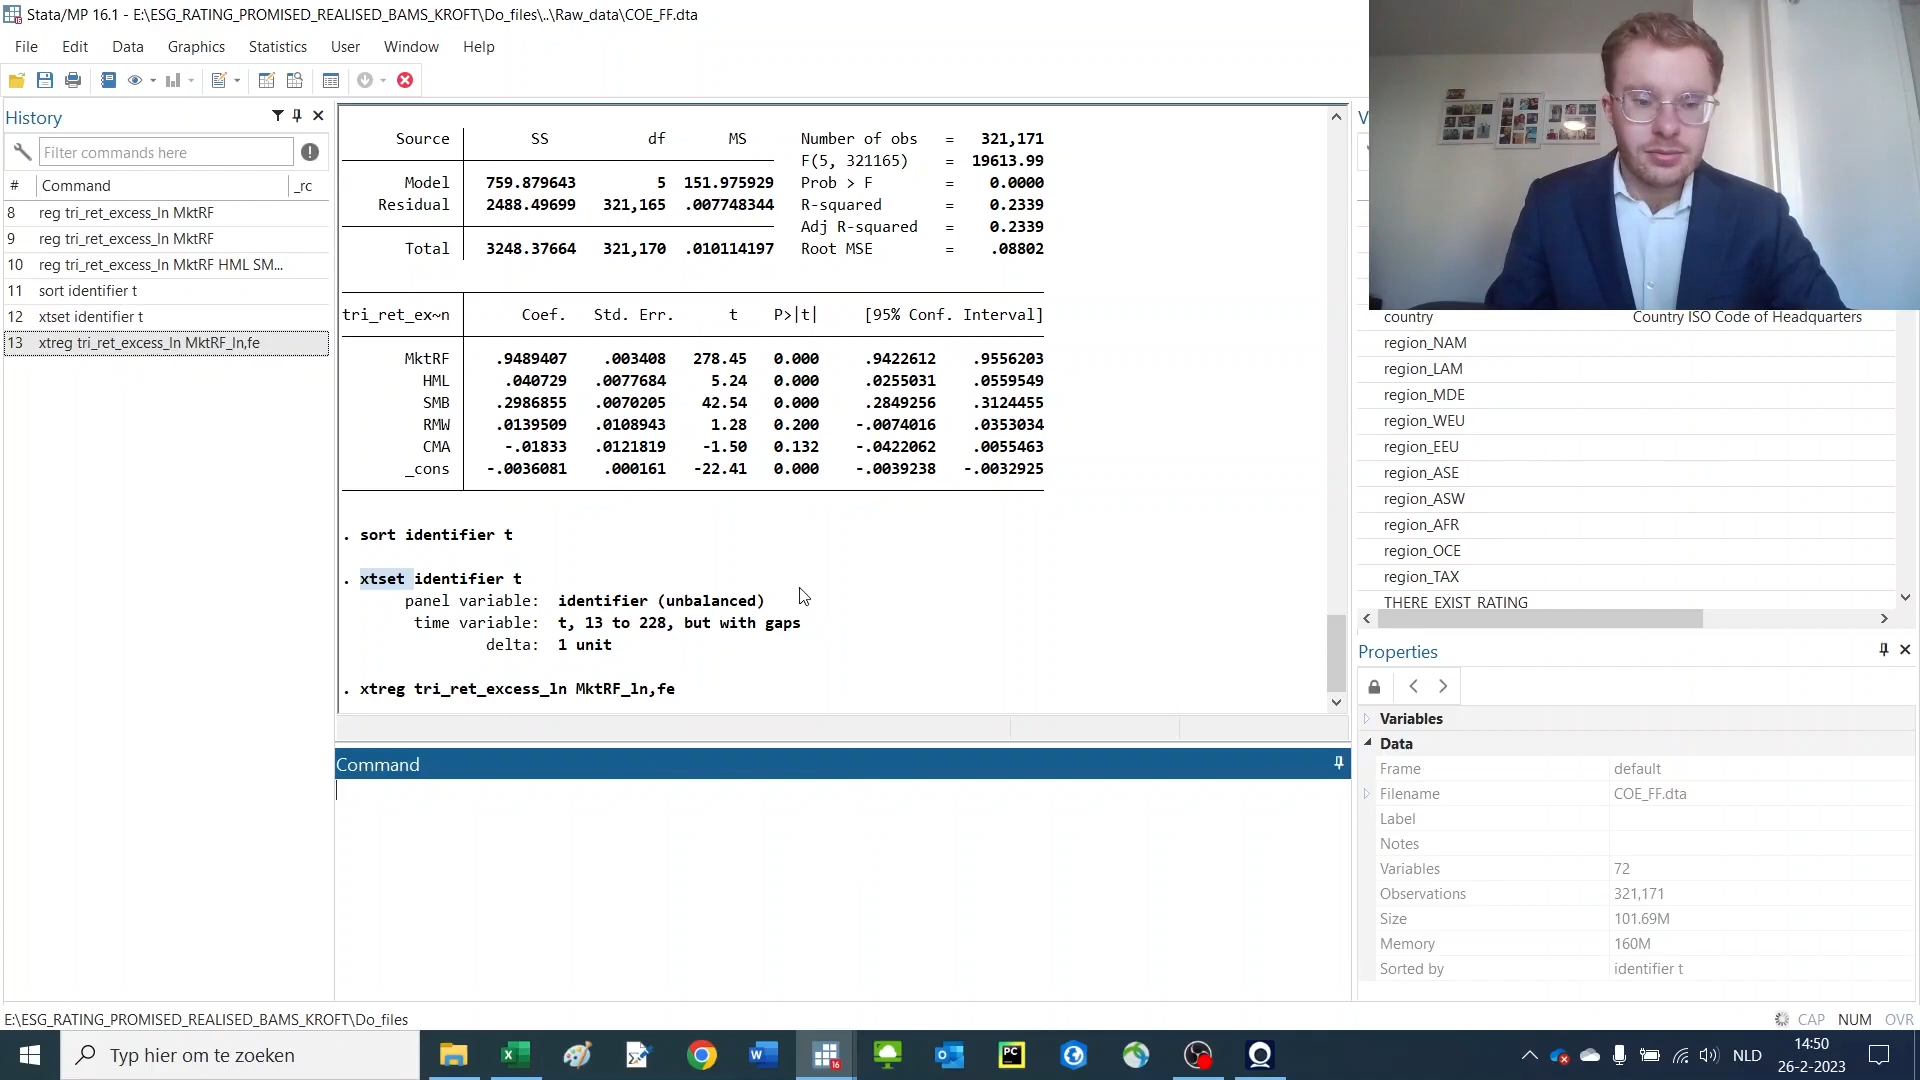 Stata/MP 16.1 - E:\ESG_RATING_PROMISED_REALISED_BAMS_KROFT\Do_files\..\Raw_data\COE_FF.dta
File Edit Data Graphics Statistics User Window Help
History
Filter commands here
# Command _rc
8 reg tri_ret_excess_ln MktRF
9 reg tri_ret_excess_ln MktRF
10 reg tri_ret_excess_ln MktRF HML SM...
11 sort identifier t
12 xtset identifier t
13 xtreg tri_ret_excess_ln MktRF_ln,fe
Source SS df MS Number of obs = 321,171
F(5, 321165) = 19613.99
Model 759.879643 5 151.975929 Prob > F = 0.0000
Residual 2488.49699 321,165 .007748344 R-squared = 0.2339
Adj R-squared = 0.2339
Total 3248.37664 321,170 .010114197 Root MSE = .08802
tri_ret_ex~n Coef. Std. Err. t P>|t| [95% Conf. Interval]
MktRF .9489407 .003408 278.45 0.000 .9422612 .9556203
HML .040729 .0077684 5.24 0.000 .0255031 .0559549
SMB .2986855 .0070205 42.54 0.000 .2849256 .3124455
RMW .0139509 .0108943 1.28 0.200 -.0074016 .0353034
CMA -.01833 .0121819 -1.50 0.132 -.0422062 .0055463
_cons -.0036081 .000161 -22.41 0.000 -.0039238 -.0032925
. sort identifier t
. xtset identifier t
panel variable: identifier (unbalanced)
time variable: t, 13 to 228, but with gaps
delta: 1 unit
. xtreg tri_ret_excess_ln MktRF_ln,fe
Command
V
country Country ISO Code of Headquarters
region_NAM
region_LAM
region_MDE
region_WEU
region_EEU
region_ASE
region_ASW
region_AFR
region_OCE
region_TAX
THERE_EXIST_RATING
Properties
Variables
Data
Frame default
Filename COE_FF.dta
Label
Notes
Variables 72
Observations 321,171
Size 101.69M
Memory 160M
Sorted by identifier t
E:\ESG_RATING_PROMISED_REALISED_BAMS_KROFT\Do_files
CAP NUM OVR
Typ hier om te zoeken
16
PC
NLD
14:50
26-2-2023